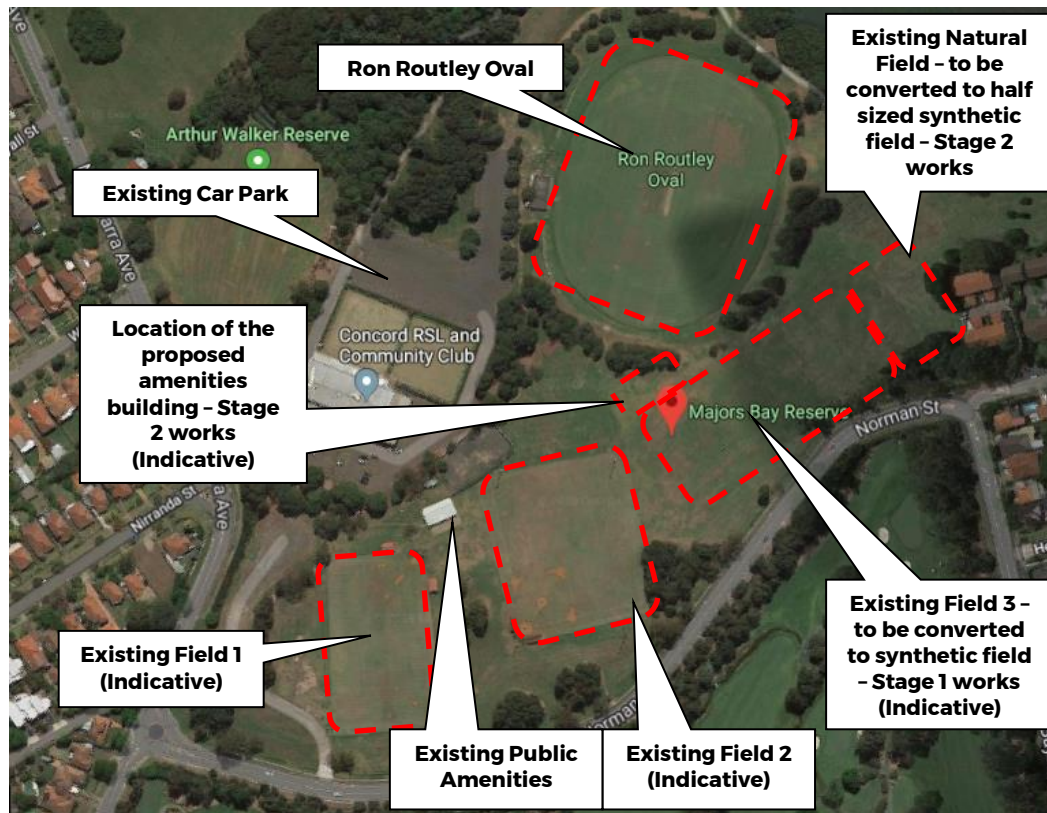 Ave
Ron Routley Oval
Existing Natural
Field – to be
converted to half
sized synthetic
field – Stage 2
works
Arthur Walker Reserve
Ron Routley
Oval
Existing Car Park
Location of the
proposed
amenities
building – Stage
2 works
(Indicative)
Concord RSL and
Community Club
Majors Bay Reserve
Norman St
Nirranda St
Ave
Existing Field 1
(Indicative)
Existing Public
Amenities
Existing Field 2
(Indicative)
Existing Field 3 –
to be converted
to synthetic field
– Stage 1 works
(Indicative)